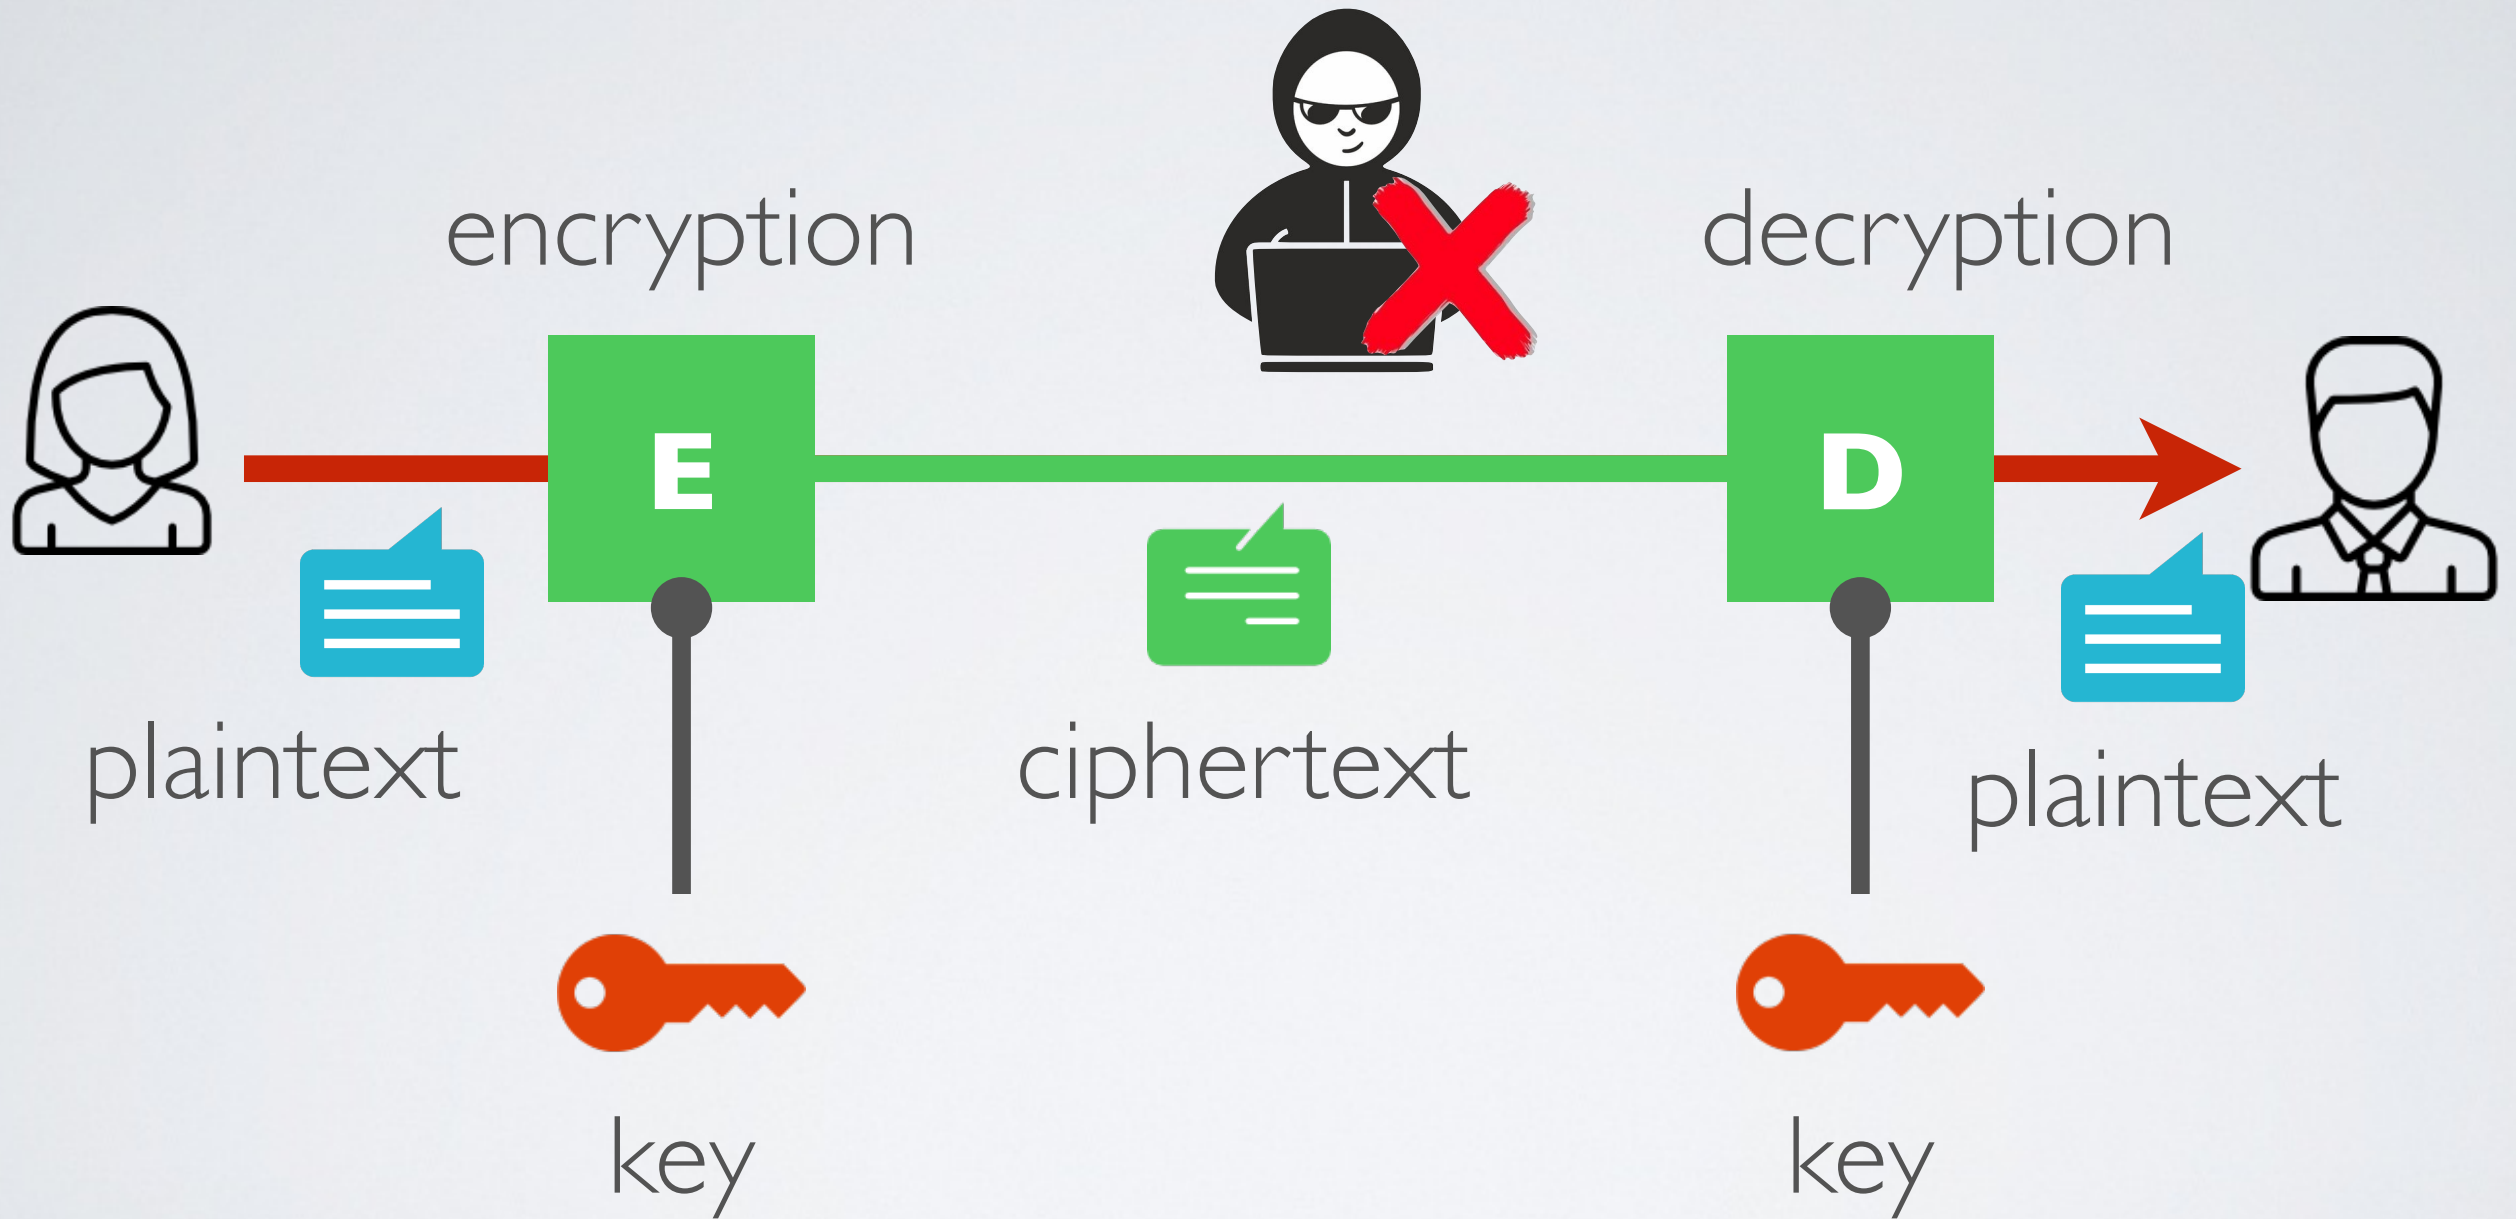 encryption
decryption
E
D
plaintext
ciphertext
plaintext
key
key